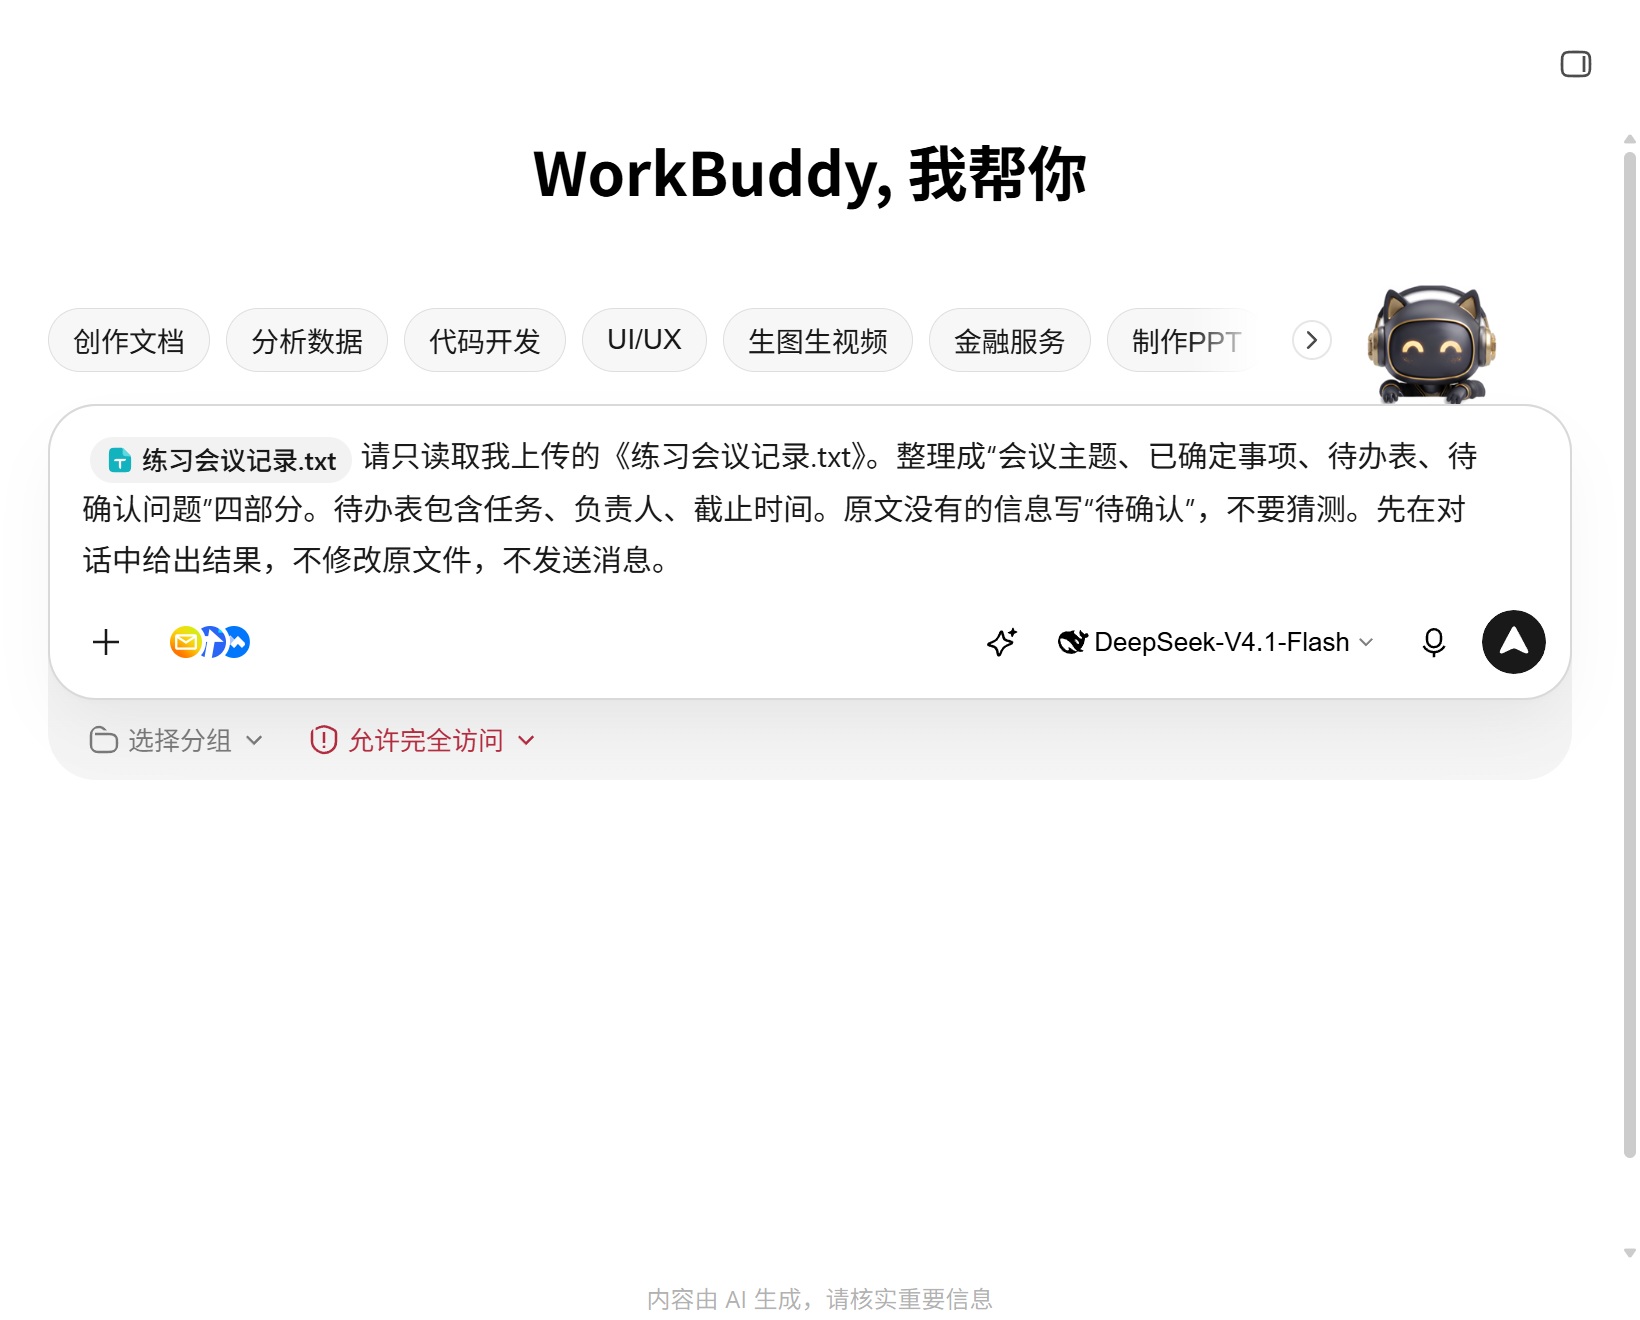 WorkBuddy, 我帮你
创作文档
分析数据
代码开发
UI/UX
生图生视频
金融服务
制作PPT
练习会议记录.txt 请只读取我上传的《练习会议记录.txt》。整理成“会议主题、已确定事项、待办表、待
确认问题”四部分。待办表包含任务、负责人、截止时间。原文没有的信息写“待确认”，不要猜测。先在对
话中给出结果，不修改原文件，不发送消息。
DeepSeek-V4.1-Flash
选择分组
允许完全访问
内容由 AI 生成，请核实重要信息